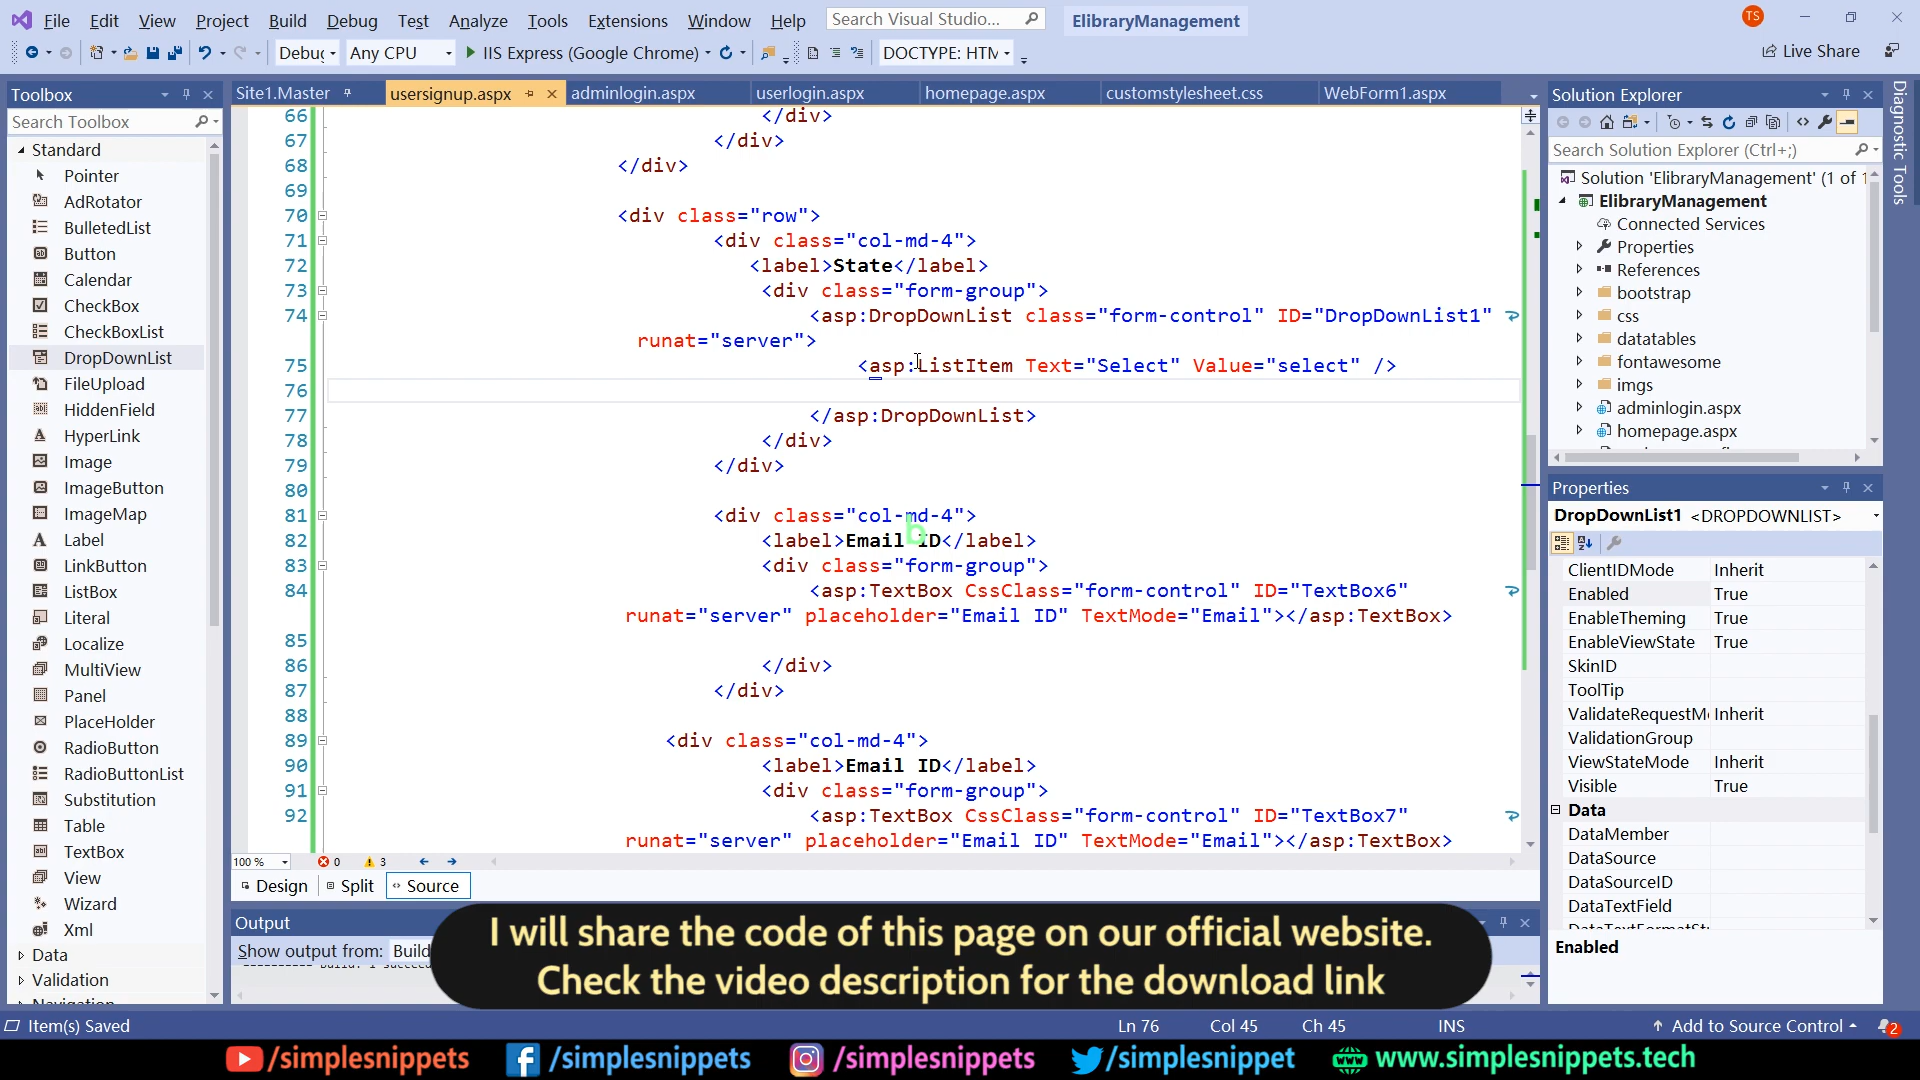 File Edit View Project Build Debug Test Analyze Tools Extensions Window Help Search Visual Studio... ElibraryManagement TS
Debug Any CPU IIS Express (Google Chrome) DOCTYPE: HTM Live Share
Toolbox
Search Toolbox
Standard
Pointer
AdRotator
BulletedList
Button
Calendar
CheckBox
CheckBoxList
DropDownList
FileUpload
HiddenField
HyperLink
Image
ImageButton
ImageMap
Label
LinkButton
ListBox
Literal
Localize
MultiView
Panel
PlaceHolder
RadioButton
RadioButtonList
Substitution
Table
TextBox
View
Wizard
Xml
Data
Validation
Site1.Master usersignup.aspx adminlogin.aspx userlogin.aspx homepage.aspx customstylesheet.css WebForm1.aspx
66 </div>
67 </div>
68 </div>
69
70 <div class="row">
71 <div class="col-md-4">
72 <label>State</label>
73 <div class="form-group">
74 <asp:DropDownList class="form-control" ID="DropDownList1"
runat="server">
75 <asp:ListItem Text="Select" Value="select" />
76
77 </asp:DropDownList>
78 </div>
79 </div>
80
81 <div class="col-md-4">
82 <label>Email ID</label>
b
83 <div class="form-group">
84 <asp:TextBox CssClass="form-control" ID="TextBox6"
runat="server" placeholder="Email ID" TextMode="Email"></asp:TextBox>
85
86 </div>
87 </div>
88
89 <div class="col-md-4">
90 <label>Email ID</label>
91 <div class="form-group">
92 <asp:TextBox CssClass="form-control" ID="TextBox7"
runat="server" placeholder="Email ID" TextMode="Email"></asp:TextBox>
100 % 0 3
Design Split Source
Output
Show output from: Build
Solution Explorer
Search Solution Explorer (Ctrl+;)
Solution 'ElibraryManagement' (1 of 1
ElibraryManagement
Connected Services
Properties
References
bootstrap
css
datatables
fontawesome
imgs
adminlogin.aspx
homepage.aspx
Properties
DropDownList1 <DROPDOWNLIST>
ClientIDMode Inherit
Enabled True
EnableTheming True
EnableViewState True
SkinID
ToolTip
ValidateRequestM Inherit
ValidationGroup
ViewStateMode Inherit
Visible True
Data
DataMember
DataSource
DataSourceID
DataTextField
Enabled
Diagnostic Tools
I will share the code of this page on our official website.
Check the video description for the download link
Item(s) Saved Ln 76 Col 45 Ch 45 INS Add to Source Control 2
/simplesnippets /simplesnippets /simplesnippets /simplesnippets www.simplesnippets.tech